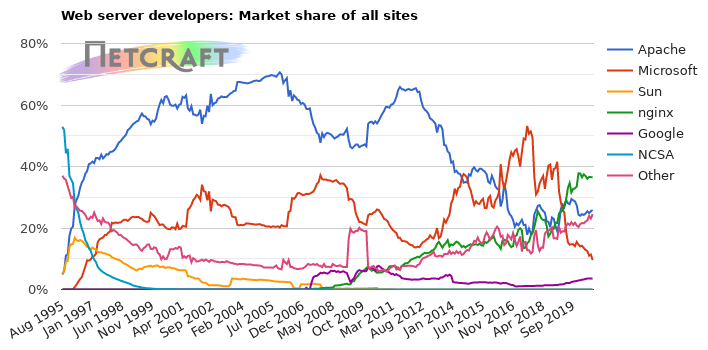 Web server developers: Market share of all sites
80%
NETCRAFT
60%
40%
20%
0%
Apache
Microsoft
Sun
nginx
Google
NCSA
Other
Aug 1995
Jan 1997
Jun 1998
Nov 1999
Apr 2001
Sep 2002
Feb 2004
Jul 2005
Dec 2006
May 2008
Oct 2009
Mar 2011
Aug 2012
Jan 2014
Jun 2015
Nov 2016
Apr 2018
Sep 2019